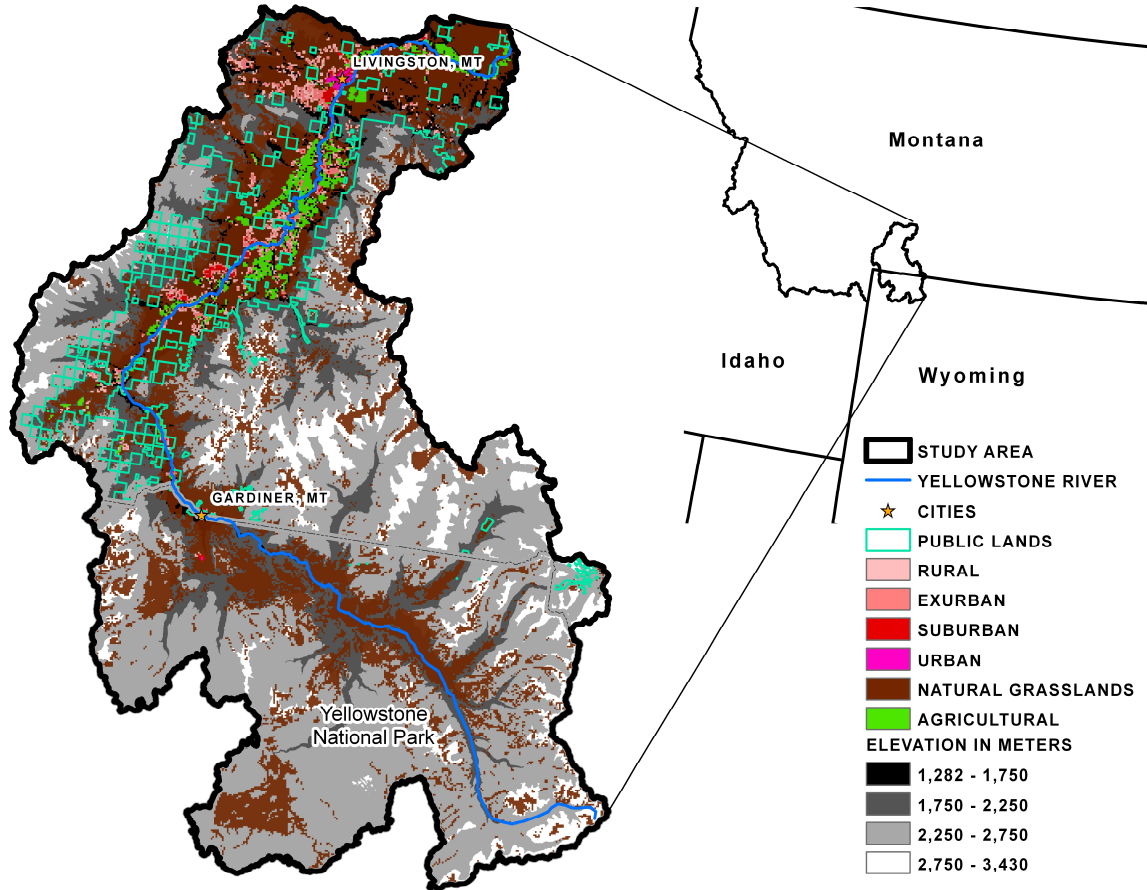 LIVINGSTON, MT
Montana
Idaho
Wyoming
GARDINER, MT
Yellowstone
National Park
STUDY AREA
YELLOWSTONE RIVER
CITIES
PUBLIC LANDS
RURAL
EXURBAN
SUBURBAN
URBAN
NATURAL GRASSLANDS
AGRICULTURAL
ELEVATION IN METERS
1,282 - 1,750
1,750 - 2,250
2,250 - 2,750
2,750 - 3,430